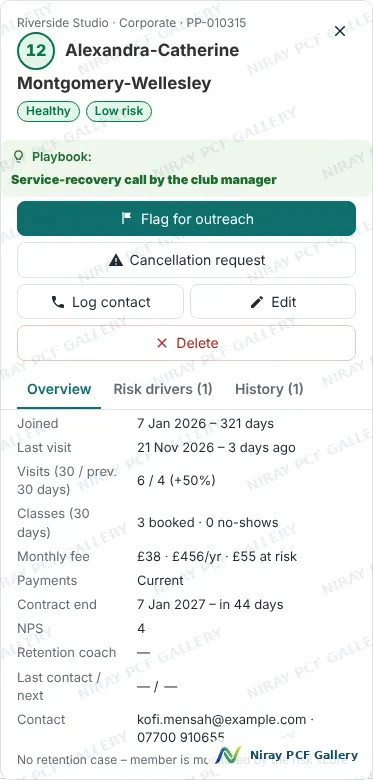 Riverside Studio · Corporate · PP-010315
12 Alexandra-Catherine
Montgomery-Wellesley
Healthy Low risk
Playbook:
Service-recovery call by the club manager
Flag for outreach
Cancellation request
Log contact Edit
Delete
Overview Risk drivers (1) History (1)
Joined 7 Jan 2026 – 321 days
Last visit 21 Nov 2026 – 3 days ago
Visits (30 / prev. 30 days) 6 / 4 (+50%)
Classes (30 days) 3 booked · 0 no-shows
Monthly fee £38 · £456/yr · £55 at risk
Payments Current
Contract end 7 Jan 2027 – in 44 days
NPS 4
Retention coach —
Last contact / next — / —
Contact kofi.mensah@example.com ·
07700 910655
No retention case – member is
Niray PCF Gallery
NIRAY PCF GALLERY